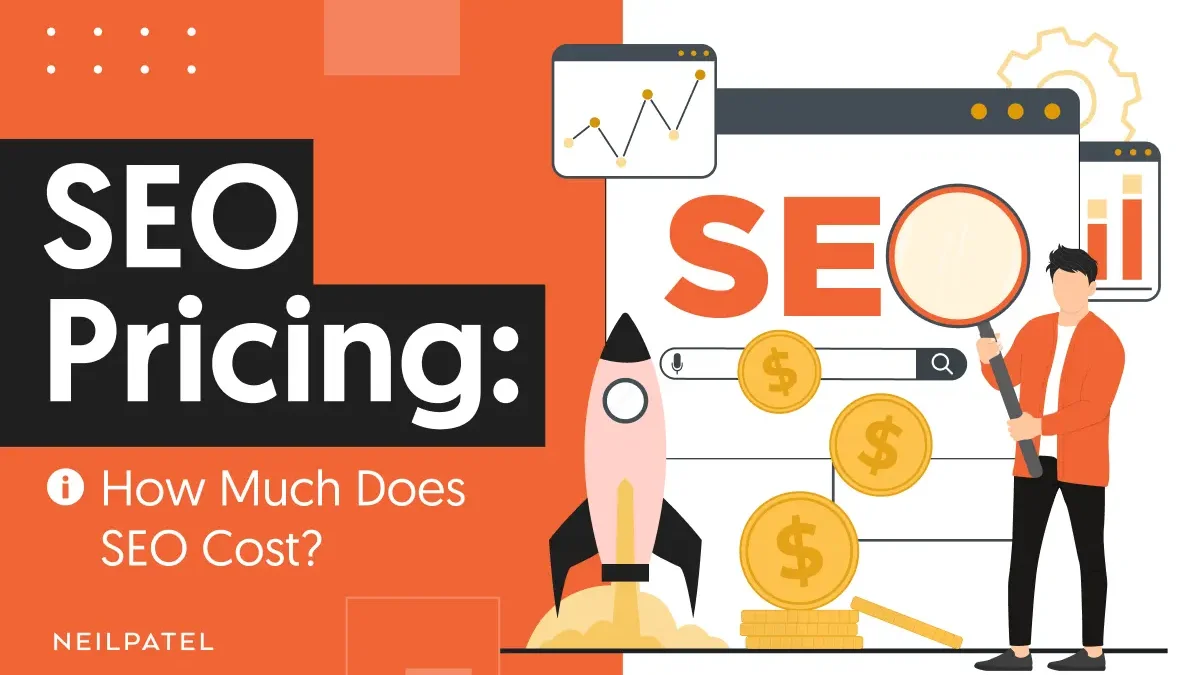 SEO
Pricing:
How Much Does
SEO Cost?
NEILPATEL
SEO
$
$
$